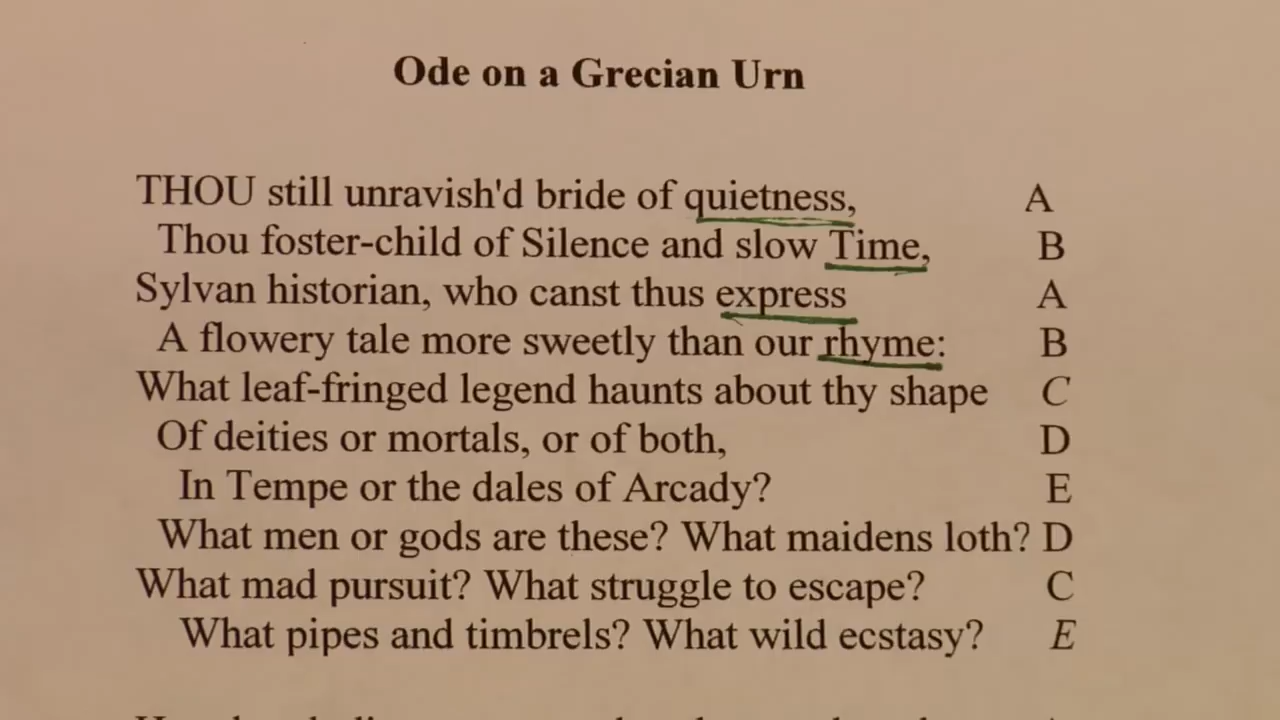 Ode on a Grecian Urn
THOU still unravish'd bride of quietness, A
Thou foster-child of Silence and slow Time, B
Sylvan historian, who canst thus express A
A flowery tale more sweetly than our rhyme: B
What leaf-fringed legend haunts about thy shape C
Of deities or mortals, or of both, D
In Tempe or the dales of Arcady? E
What men or gods are these? What maidens loth? D
What mad pursuit? What struggle to escape? C
What pipes and timbrels? What wild ecstasy? E